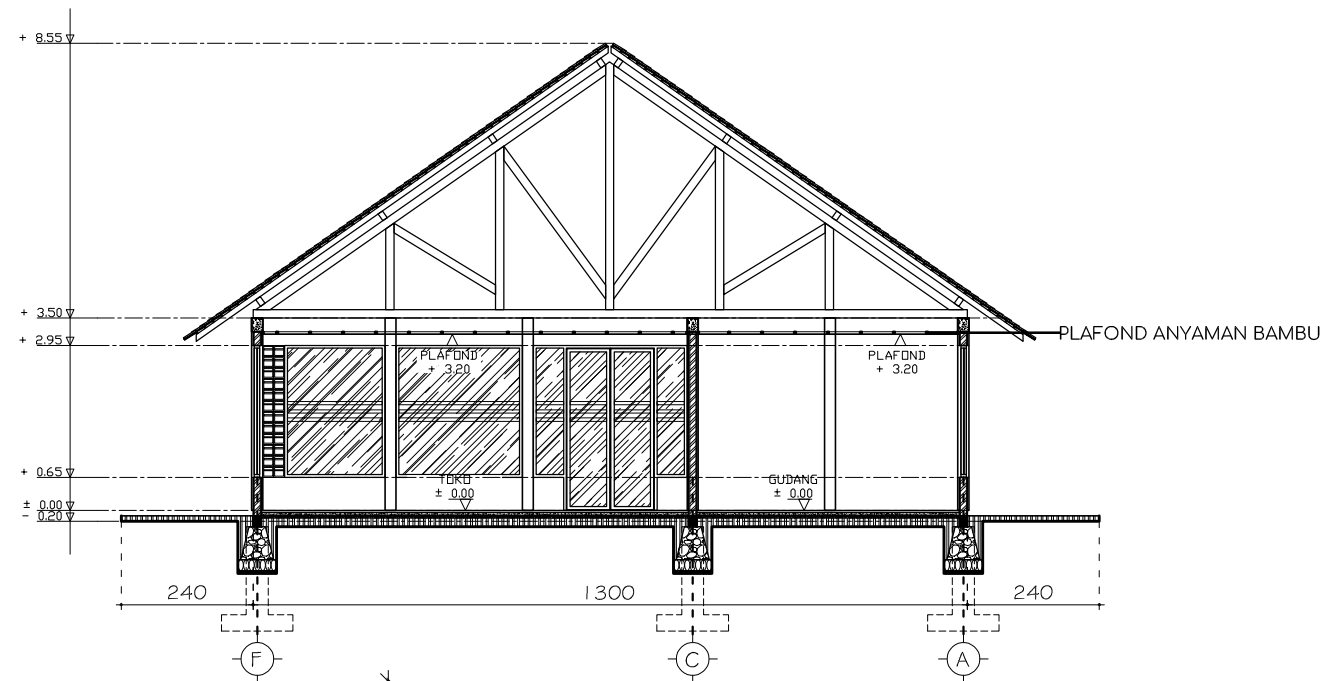 + 8.55
+ 3.50
+ 2.95
PLAFOND ANYAMAN BAMBU
PLAFOND
+ 3.20
PLAFOND
+ 3.20
+ 0.65
TOKO
± 0.00
GUDANG
± 0.00
± 0.00
- 0.20
240
1300
240
F
C
A